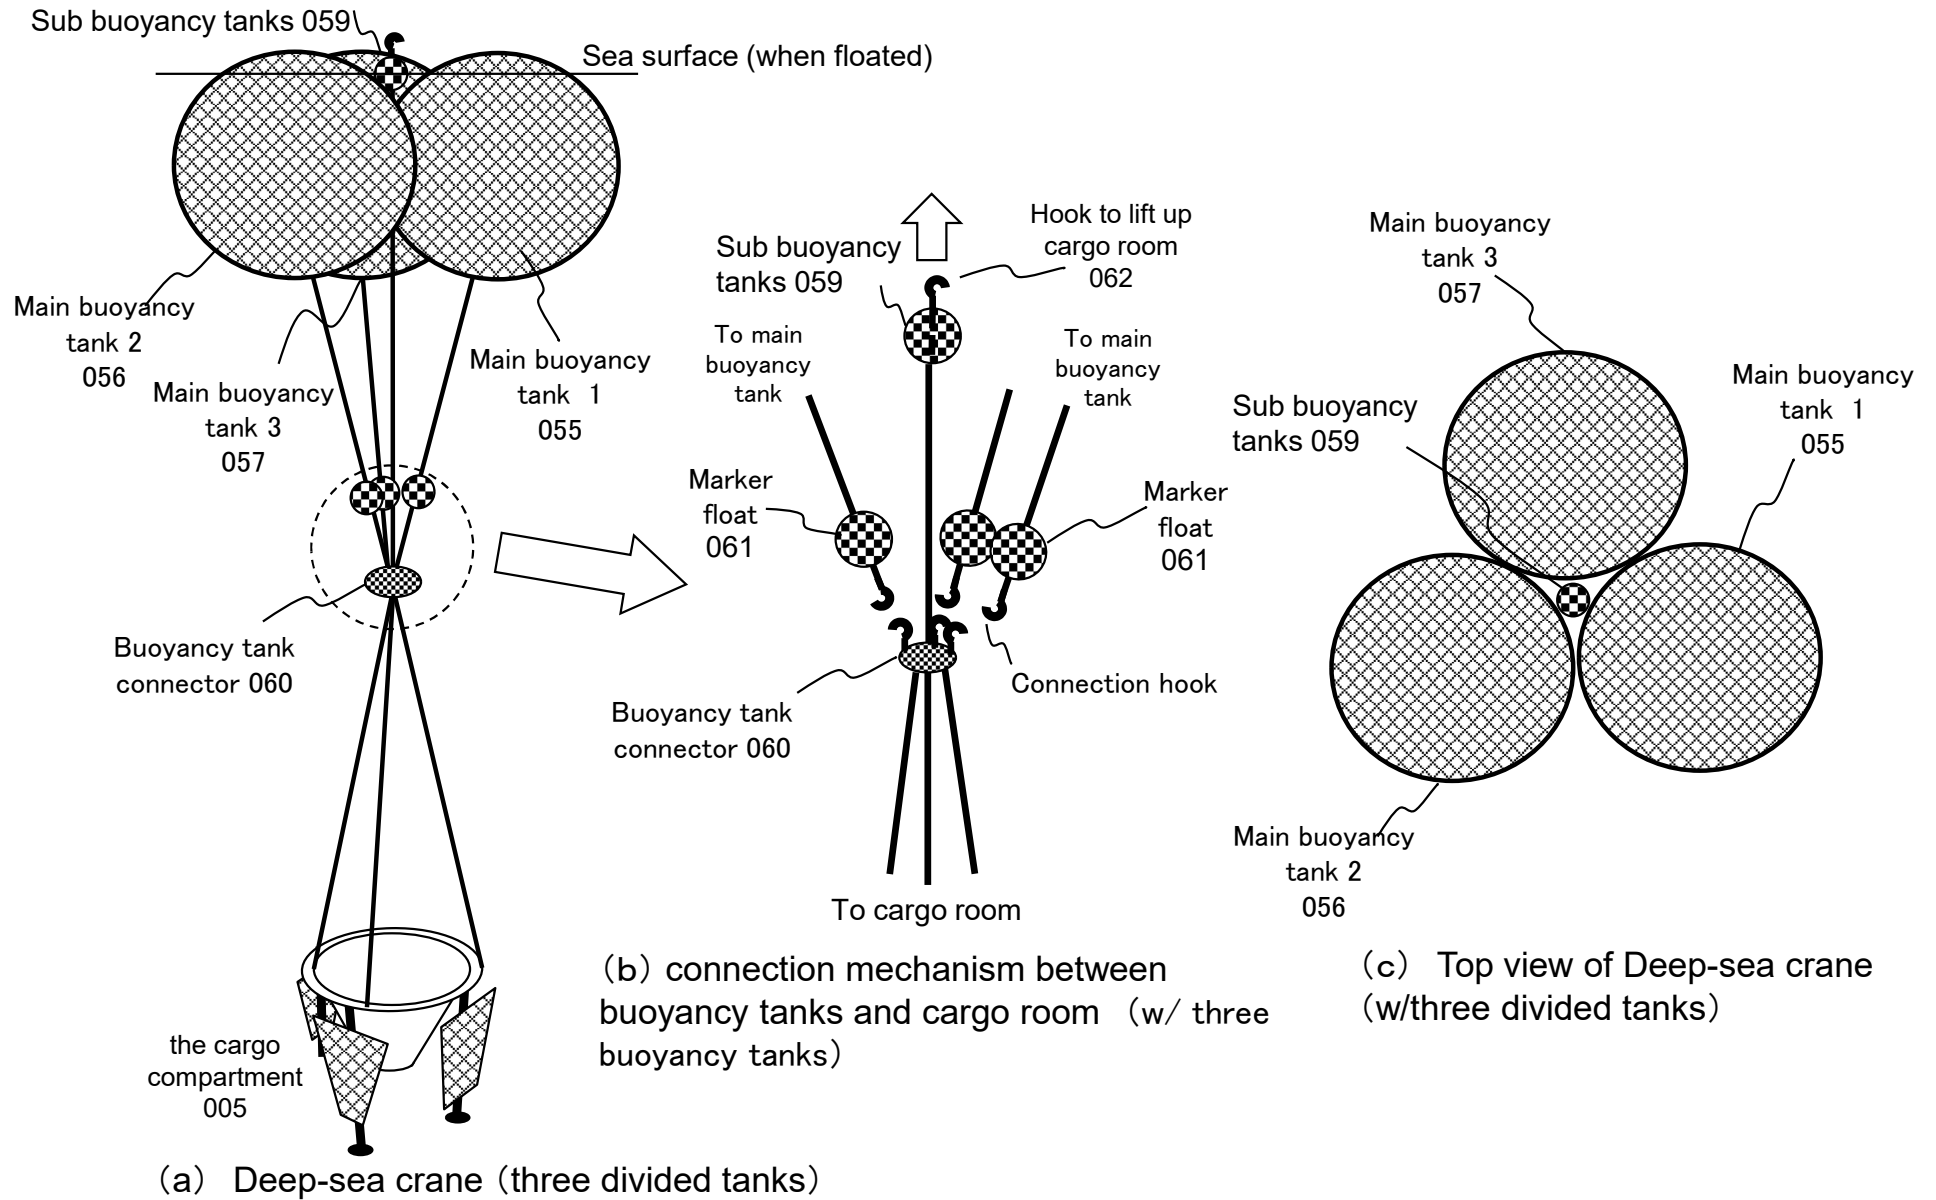 Sub buoyancy tanks 059
Sea surface (when floated)
Main buoyancy
tank 2
056
Main buoyancy
tank 3
057
Main buoyancy
tank 1
055
Buoyancy tank
connector 060
the cargo
compartment
005
(a) Deep-sea crane (three divided tanks)
Hook to lift up
cargo room
062
Sub buoyancy
tanks 059
To main
buoyancy
tank
To main
buoyancy
tank
Marker
float
061
Marker
float
061
Connection hook
Buoyancy tank
connector 060
To cargo room
(b) connection mechanism between
buoyancy tanks and cargo room (w/ three
buoyancy tanks)
Main buoyancy
tank 3
057
Main buoyancy
tank 1
055
Sub buoyancy
tanks 059
Main buoyancy
tank 2
056
(c) Top view of Deep-sea crane
(w/three divided tanks)